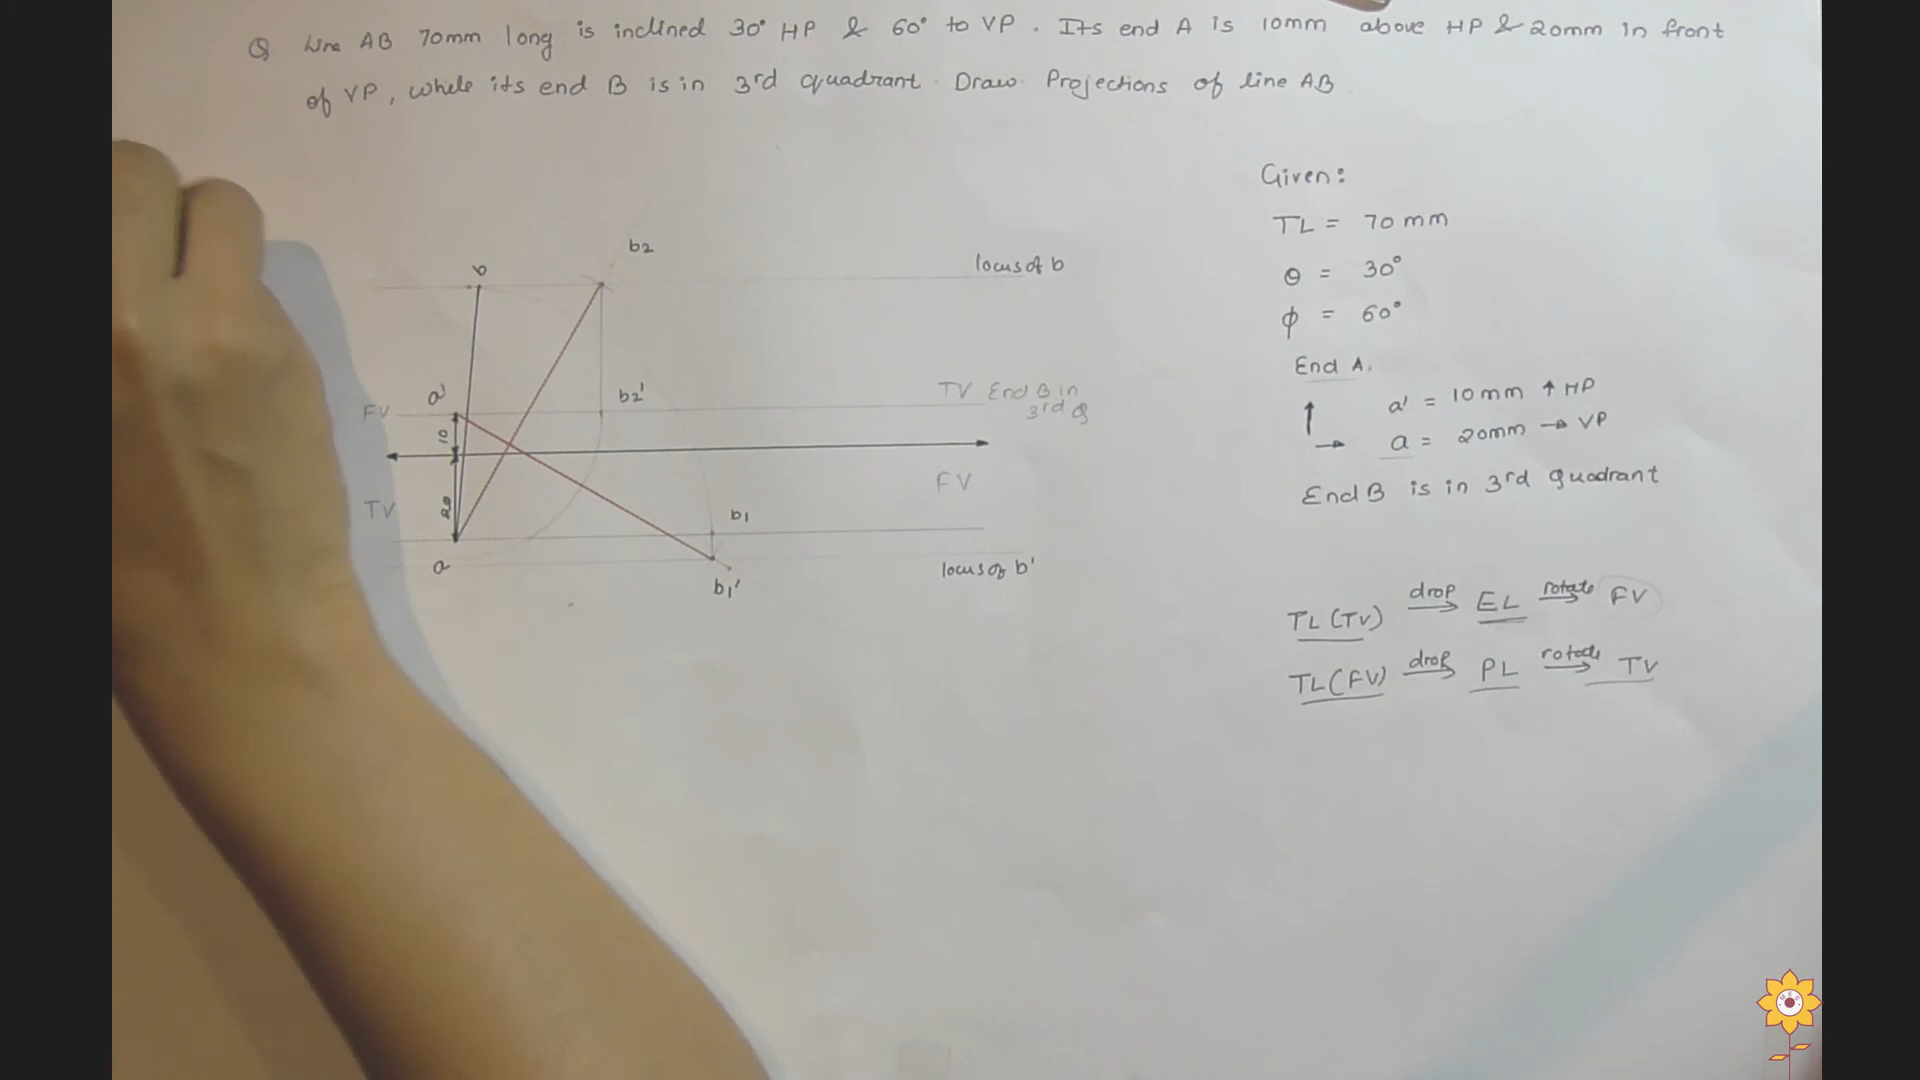 Q Line AB 70mm long is inclined 30° HP & 60° to VP. Its end A is 10mm above HP & 20mm in front
of VP, while its end B is in 3rd quadrant. Draw Projections of line AB.
Given:
TL = 70 mm
θ = 30°
ϕ = 60°
End A.
a' = 10mm ↑ HP
↑ → a = 20mm → VP
End B is in 3rd quadrant
TL (TV) drop → EL rotate → FV
TL (FV) drop → PL rotate → TV
b2
b
locus of b
a'
b2'
FV
TV End B in
3rd Q
10
FV
TV
20
b1
a
locus of b'
b1'